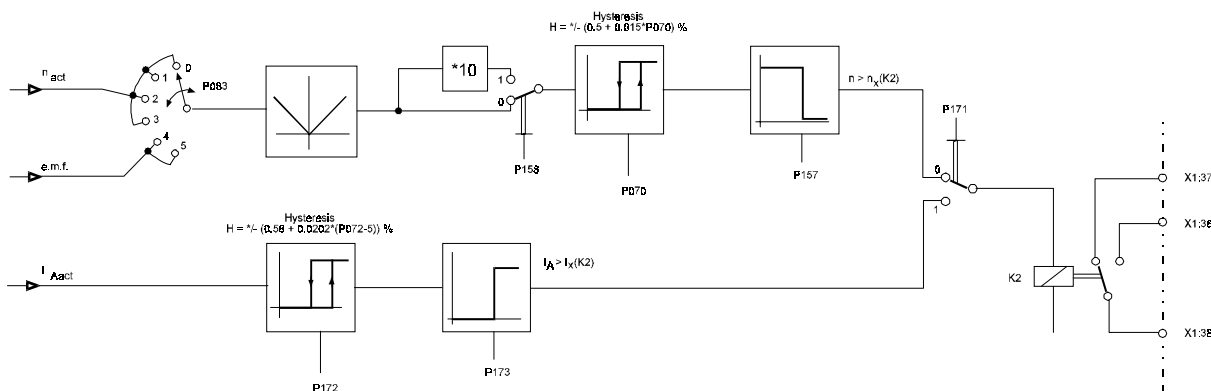 Hysteresis
H = */- (0.5 + 0.015*P070) %
n act
0
1
2
3
P083
4
5
e.m.f.
*10
1
0
P158
P070
P157
n > nx(K2)
P171
0
1
X1:37
X1:36
Hysteresis
H = */- (0.56 + 0.0202*(P072-5)) %
I Aact
IA > Ix(K2)
K2
X1:38
P172
P173